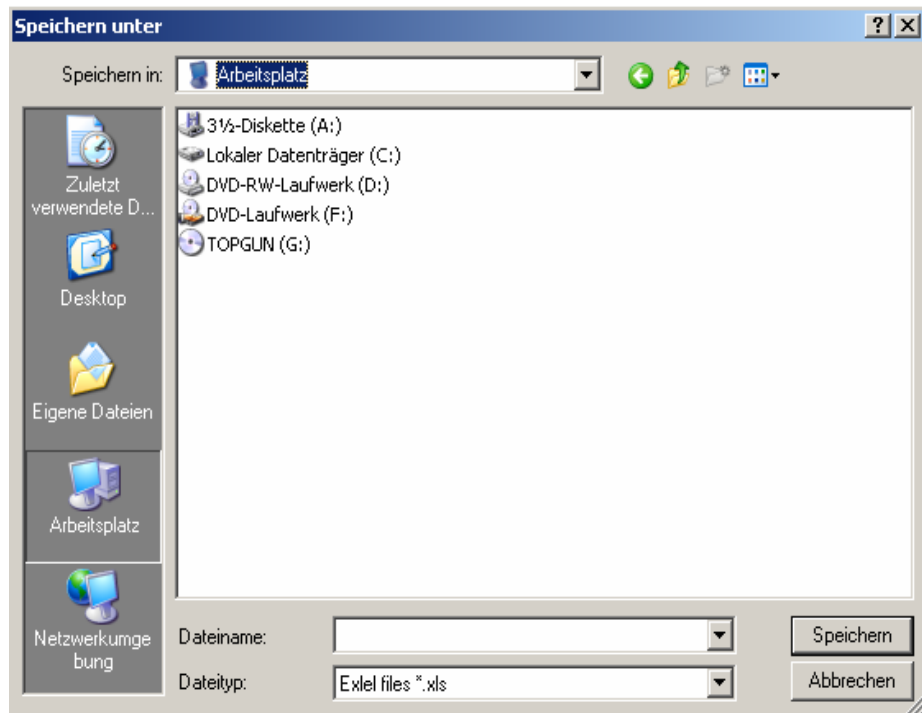 Speichern unter
Speichern in:
Arbeitsplatz
Zuletzt
verwendete D...
Desktop
Eigene Dateien
Arbeitsplatz
Netzwerkumge
bung
3½-Diskette (A:)
Lokaler Datenträger (C:)
DVD-RW-Laufwerk (D:)
DVD-Laufwerk (F:)
TOPGUN (G:)
Dateiname:
Speichern
Dateityp:
Exlel files *.xls
Abbrechen